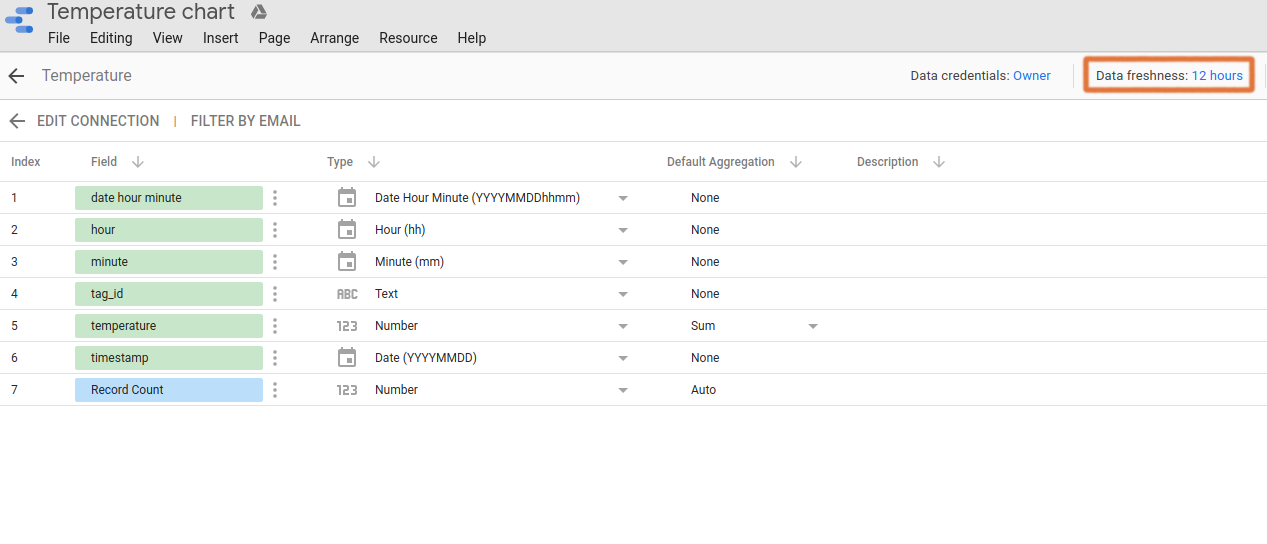 Temperature chart
File Editing View Insert Page Arrange Resource Help
Temperature Data credentials: Owner Data freshness: 12 hours
EDIT CONNECTION | FILTER BY EMAIL
Index Field Type Default Aggregation Description
1 date hour minute Date Hour Minute (YYYYMMDDhhmm) None
2 hour Hour (hh) None
3 minute Minute (mm) None
4 tag_id ABC Text None
5 temperature 123 Number Sum
6 timestamp Date (YYYYMMDD) None
7 Record Count 123 Number Auto